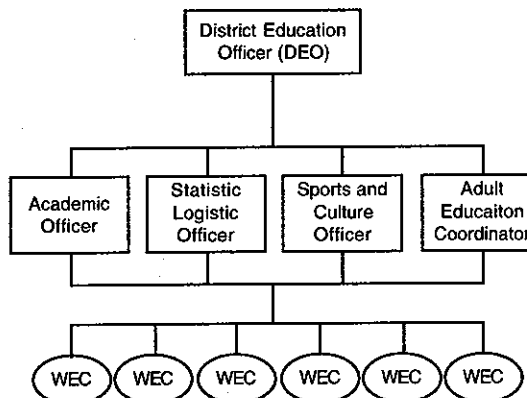 District Education
Officer (DEO)
Academic
Officer
Statistic
Logistic
Officer
Sports and
Culture
Officer
Adult
Educaiton
Coordinator
WEC
WEC
WEC
WEC
WEC
WEC